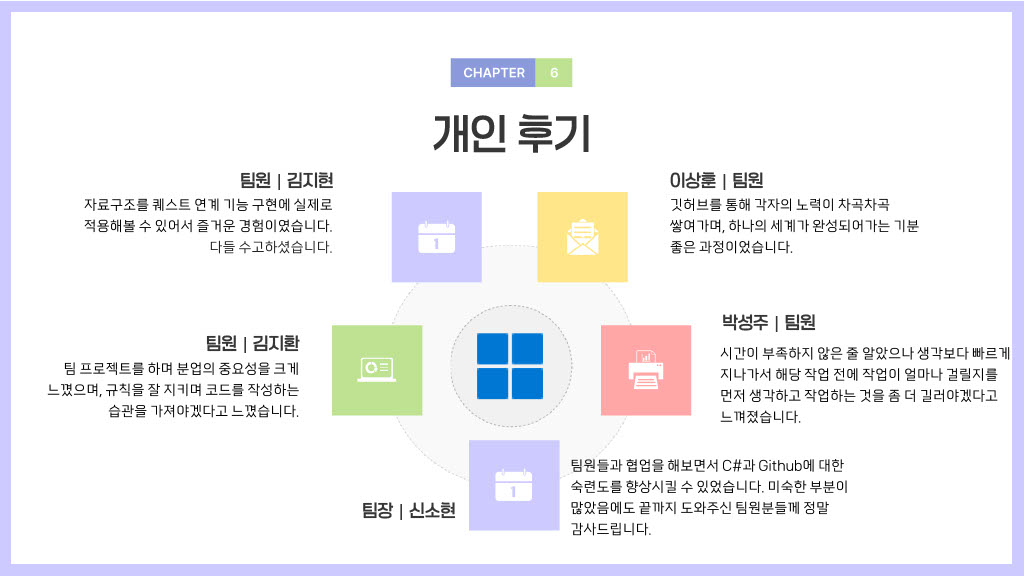 CHAPTER 6
개인 후기
팀원 | 김지현
자료구조를 퀘스트 연계 기능 구현에 실제로
적용해볼 수 있어서 즐거운 경험이였습니다.
다들 수고하셨습니다.
1
이상훈 | 팀원
깃허브를 통해 각자의 노력이 차곡차곡
쌓여가며, 하나의 세계가 완성되어가는 기분
좋은 과정이었습니다.
팀원 | 김지환
팀 프로젝트를 하며 분업의 중요성을 크게
느꼈으며, 규칙을 잘 지키며 코드를 작성하는
습관을 가져야겠다고 느꼈습니다.
박성주 | 팀원
시간이 부족하지 않은 줄 알았으나 생각보다 빠르게
지나가서 해당 작업 전에 작업이 얼마나 걸릴지를
먼저 생각하고 작업하는 것을 좀 더 길러야겠다고
느껴졌습니다.
팀장 | 신소현
1
팀원들과 협업을 해보면서 C#과 Github에 대한
숙련도를 향상시킬 수 있었습니다. 미숙한 부분이
많았음에도 끝까지 도와주신 팀원분들께 정말
감사드립니다.